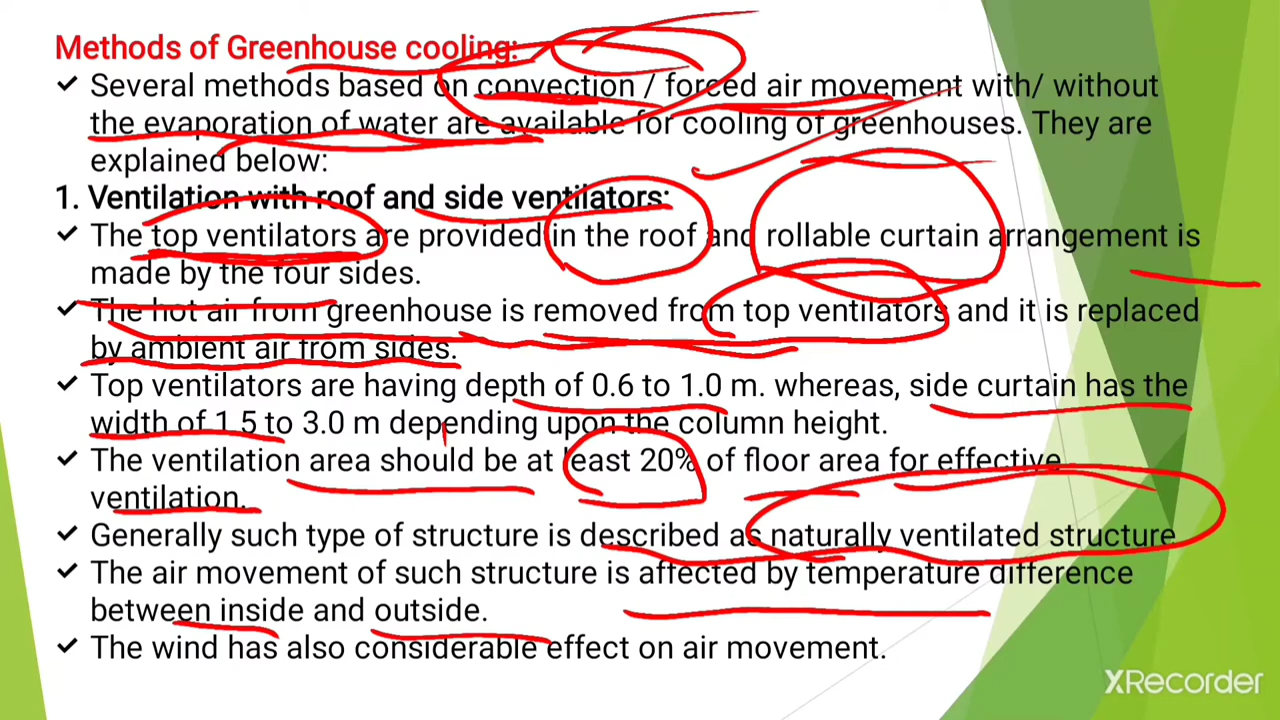 Methods of Greenhouse cooling:
✓ Several methods based on convection / forced air movement with/ without
the evaporation of water are available for cooling of greenhouses. They are
explained below:
1. Ventilation with roof and side ventilators:
✓ The top ventilators are provided in the roof and rollable curtain arrangement is
made by the four sides.
✓ The hot air from greenhouse is removed from top ventilators and it is replaced
by ambient air from sides.
✓ Top ventilators are having depth of 0.6 to 1.0 m. whereas, side curtain has the
width of 1.5 to 3.0 m depending upon the column height.
✓ The ventilation area should be at least 20% of floor area for effective
ventilation.
✓ Generally such type of structure is described as naturally ventilated structure
✓ The air movement of such structure is affected by temperature difference
between inside and outside.
✓ The wind has also considerable effect on air movement.
XRecorder